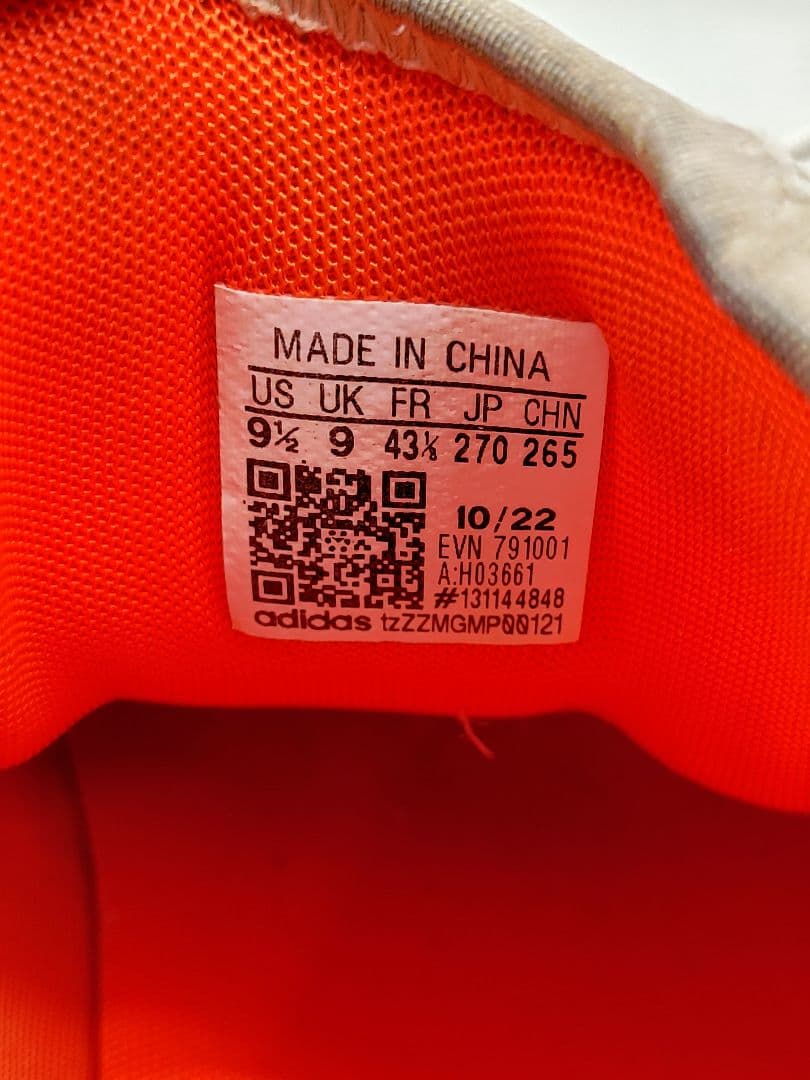 MADE IN CHINA
US UK FR JP CHN
9½ 9 43⅓ 270 265
10/22
EVN 791001
A:H03661
#131144848
adidas tzZZMGMP00121